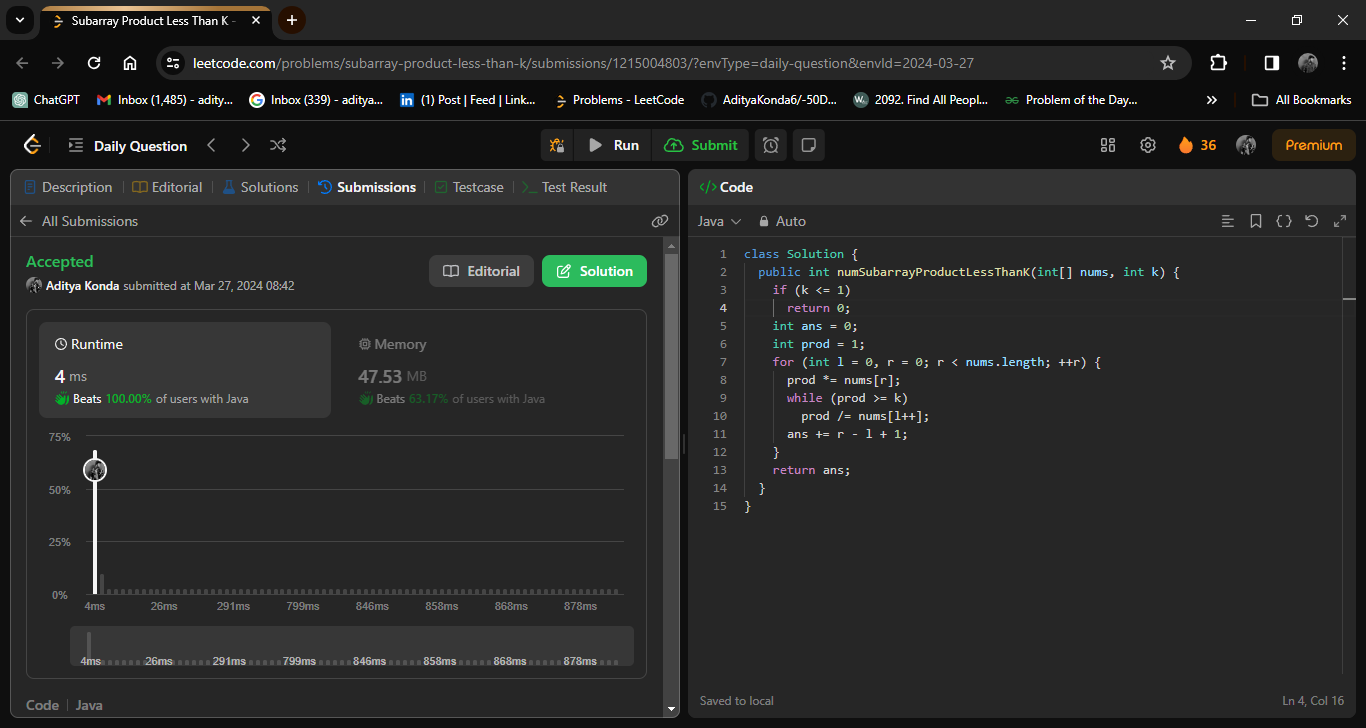 Subarray Product Less Than K -
leetcode.com/problems/subarray-product-less-than-k/submissions/1215004803/?envType=daily-question&envId=2024-03-27
ChatGPT
Inbox (1,485) - adity...
Inbox (339) - aditya...
(1) Post | Feed | Link...
Problems - LeetCode
AdityaKonda6/-50D...
2092. Find All Peopl...
Problem of the Day...
»
All Bookmarks
Daily Question
Run
Submit
36
Premium
Description
Editorial
Solutions
Submissions
Testcase
Test Result
All Submissions
Accepted
Aditya Konda submitted at Mar 27, 2024 08:42
Editorial
Solution
Runtime
4 ms
Beats 100.00% of users with Java
Memory
47.53 MB
Beats 63.17% of users with Java
75%
50%
25%
0%
4ms 26ms 291ms 799ms 846ms 858ms 868ms 878ms
4ms 26ms 291ms 799ms 846ms 858ms 868ms 878ms
Code | Java
</> Code
Java
Auto
1 class Solution {
2 public int numSubarrayProductLessThanK(int[] nums, int k) {
3 if (k <= 1)
4 return 0;
5 int ans = 0;
6 int prod = 1;
7 for (int l = 0, r = 0; r < nums.length; ++r) {
8 prod *= nums[r];
9 while (prod >= k)
10 prod /= nums[l++];
11 ans += r - l + 1;
12 }
13 return ans;
14 }
15 }
Saved to local
Ln 4, Col 16